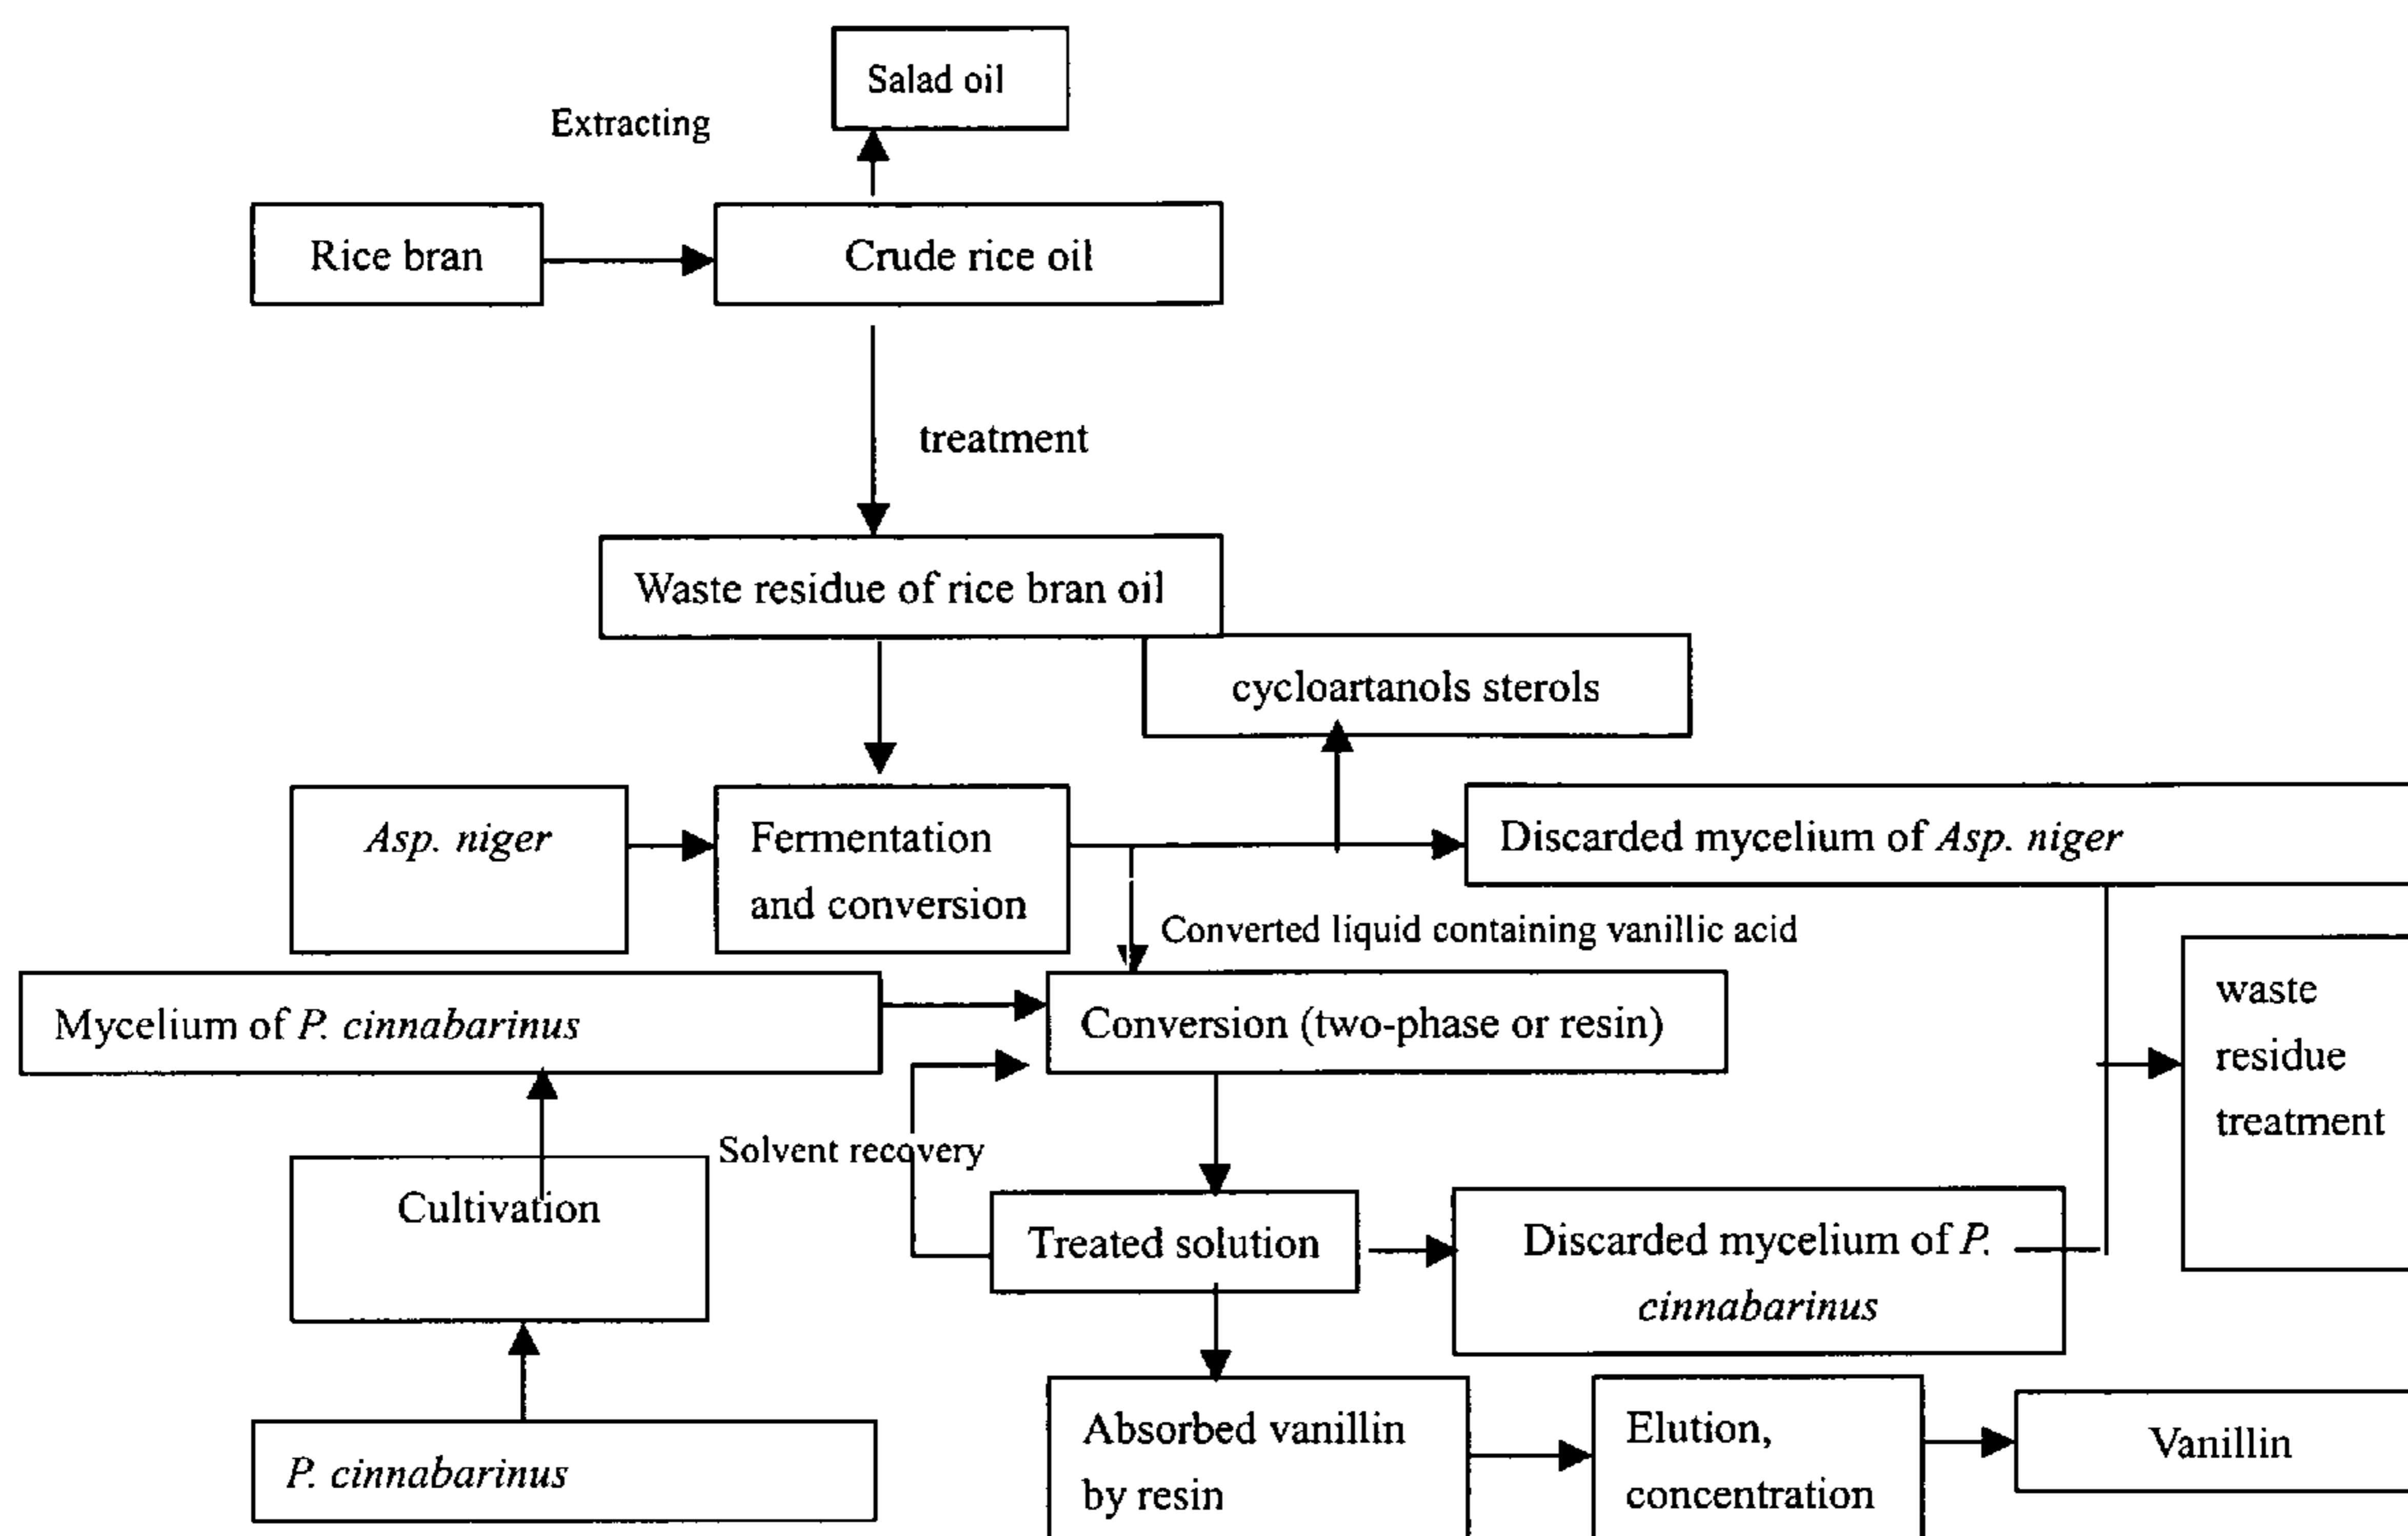 Salad oil
Extracting
Rice bran
Crude rice oil
treatment
Waste residue of rice bran oil
cycloartanols sterols
Asp. niger
Fermentation
and conversion
Discarded mycelium of Asp. niger
Converted liquid containing vanillic acid
Mycelium of P. cinnabarinus
Conversion (two-phase or resin)
waste
residue
treatment
Solvent recovery
Cultivation
Treated solution
Discarded mycelium of P.
cinnabarinus
P. cinnabarinus
Absorbed vanillin
by resin
Elution,
concentration
Vanillin